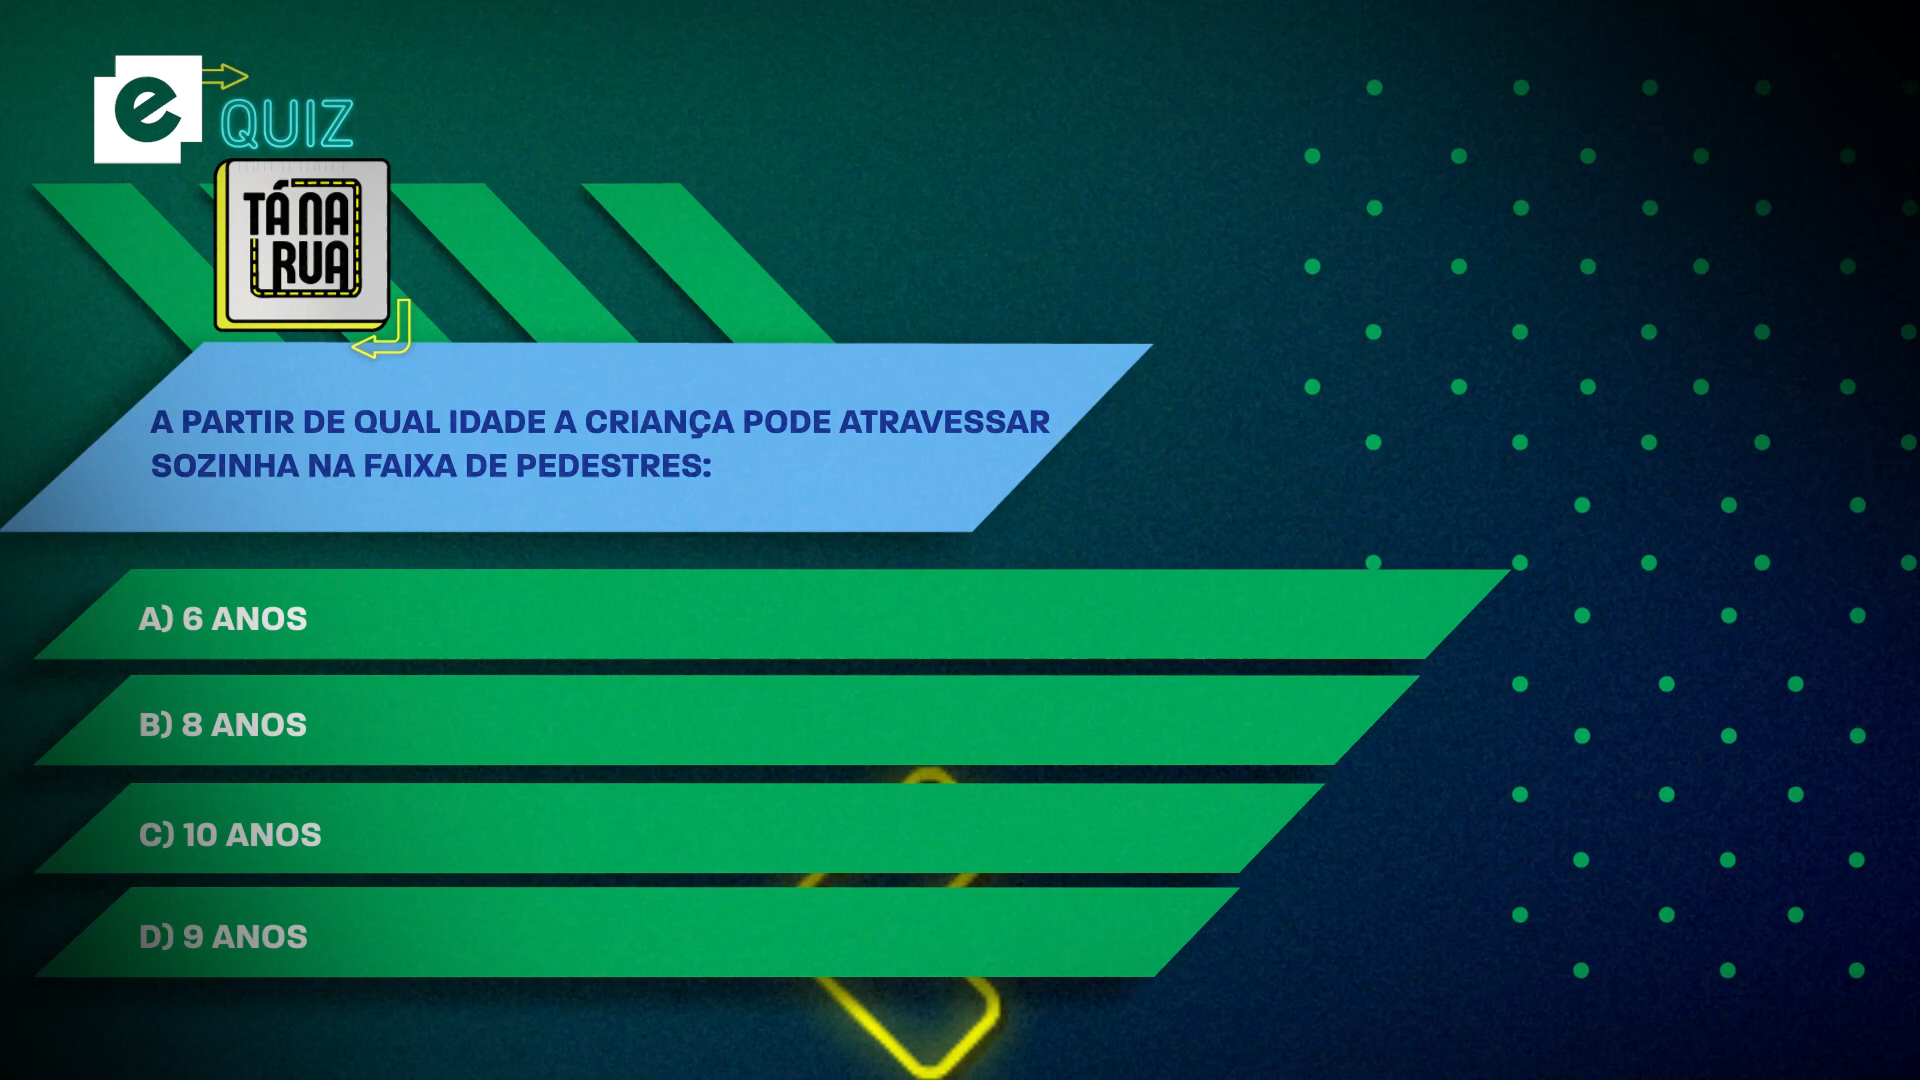 e
QUIZ
TÁ NA
RUA
A PARTIR DE QUAL IDADE A CRIANÇA PODE ATRAVESSAR
SOZINHA NA FAIXA DE PEDESTRES:
A) 6 ANOS
B) 8 ANOS
C) 10 ANOS
D) 9 ANOS